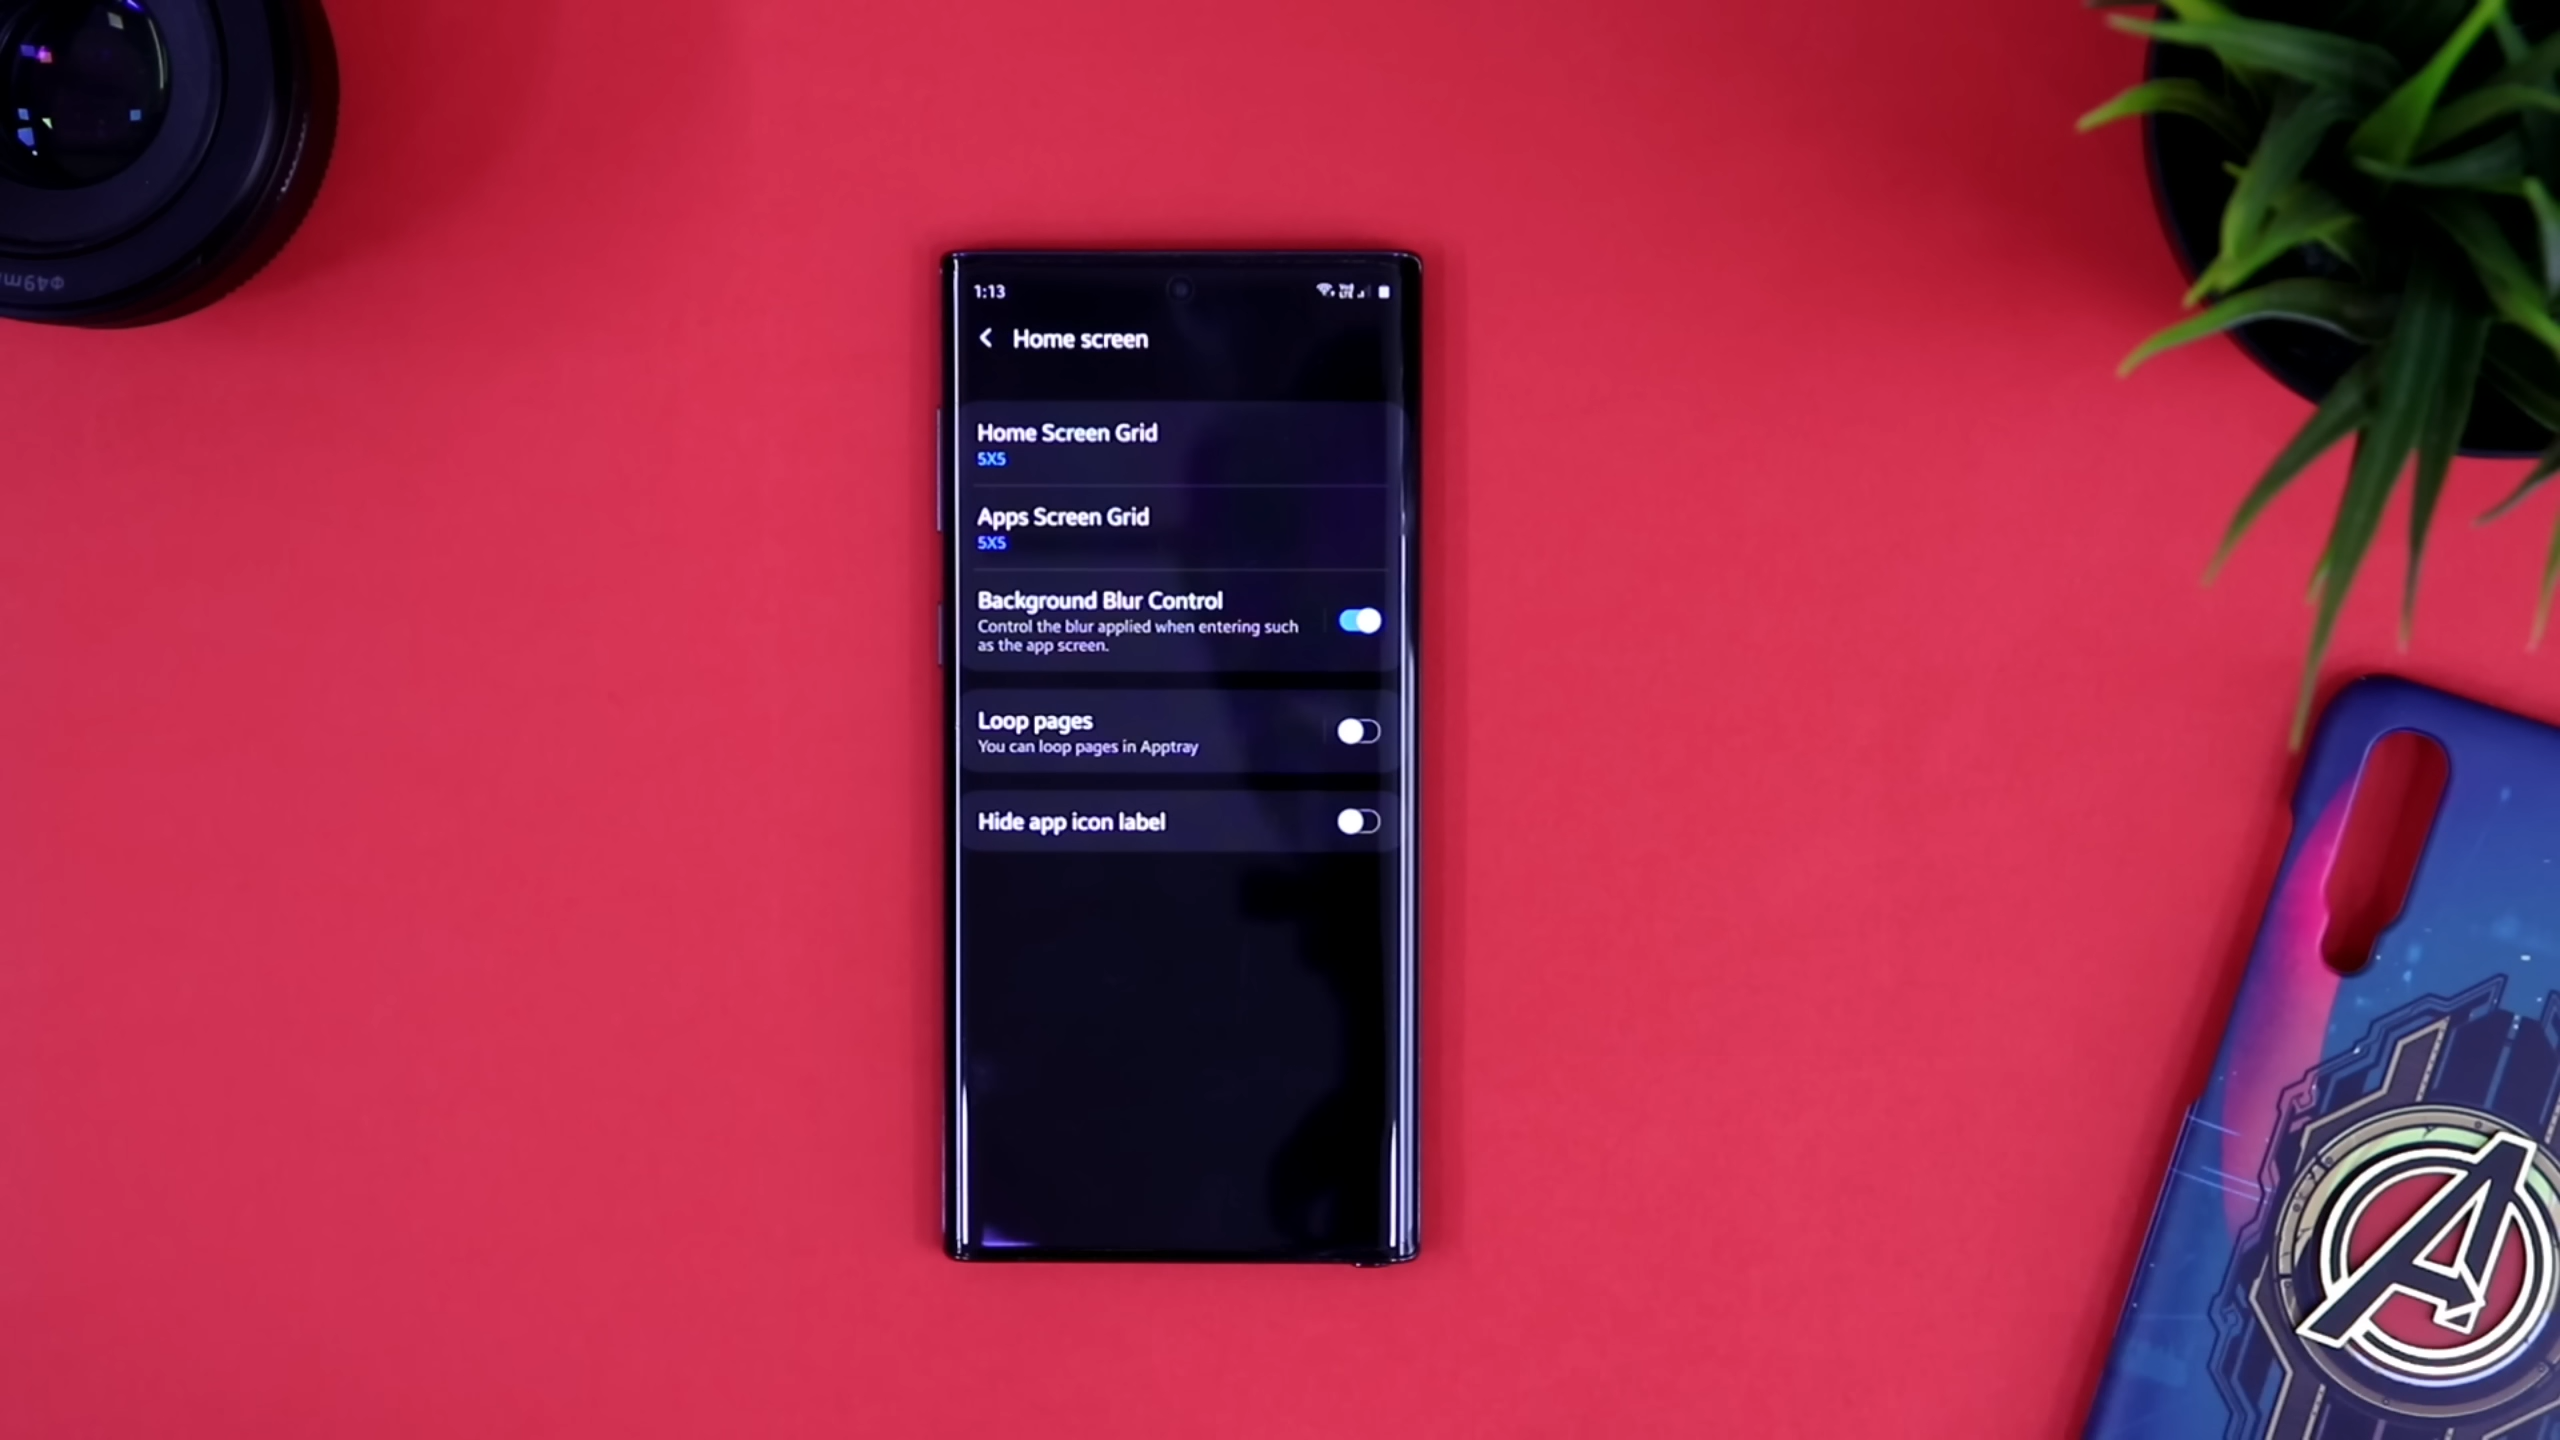 Φ49m
1:13
Home screen
Home Screen Grid
5X5
Apps Screen Grid
5X5
Background Blur Control
Control the blur applied when entering such
as the app screen.
Loop pages
You can loop pages in Apptray
Hide app icon label